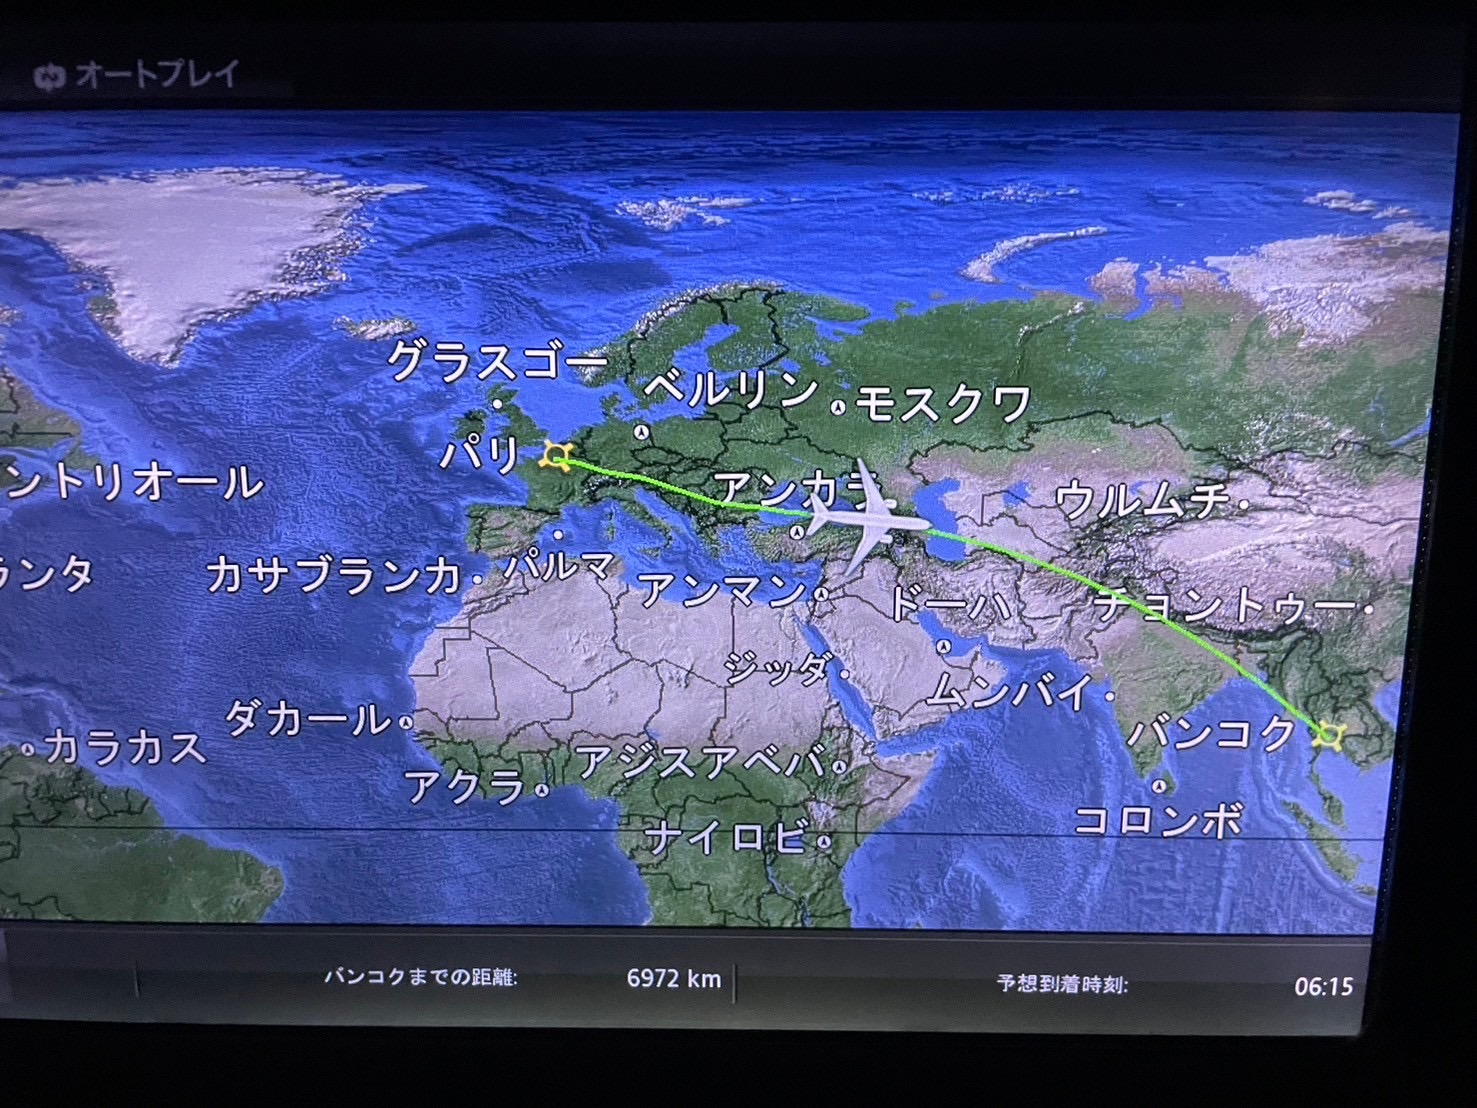 オートプレイ
グラスゴー
ベルリン
モスクワ
パリ
ントリオール
アンカラ
ウルムチ
ランタ
カサブランカ
パルマ
アンマン
ドーハ
チョントゥー
ジッダ
ムンバイ
ダカール
バンコク
カラカス
アクラ
アジスアベバ
コロンボ
ナイロビ
バンコクまでの距離: 6972 km
予想到着時刻: 06:15